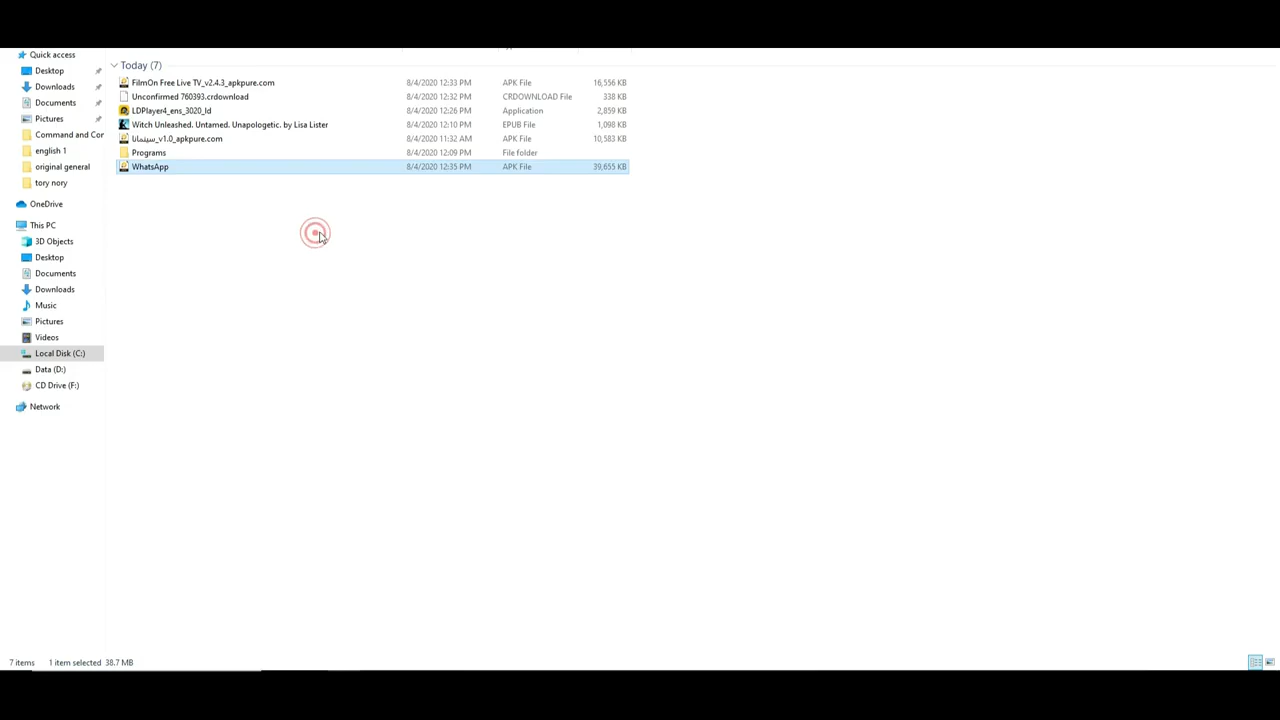 Quick access
Desktop
Downloads
Documents
Pictures
Command and Cor
english 1
original general
tory nory
OneDrive
This PC
3D Objects
Desktop
Documents
Downloads
Music
Pictures
Videos
Local Disk (C:)
Data (D:)
CD Drive (F:)
Network
Today (7)
FilmOn Free Live TV_v2.4.3_apkpure.com 8/4/2020 12:33 PM APK File 16,556 KB
Unconfirmed 760393.crdownload 8/4/2020 12:32 PM CRDOWNLOAD File 338 KB
LDPlayer4_ens_3020_ld 8/4/2020 12:26 PM Application 2,859 KB
Witch Unleashed. Untamed. Unapologetic. by Lisa Lister 8/4/2020 12:10 PM EPUB File 1,098 KB
سينمانا_v1.0_apkpure.com 8/4/2020 11:32 AM APK File 10,583 KB
Programs 8/4/2020 12:09 PM File folder
WhatsApp 8/4/2020 12:35 PM APK File 39,655 KB
7 items 1 item selected 38.7 MB